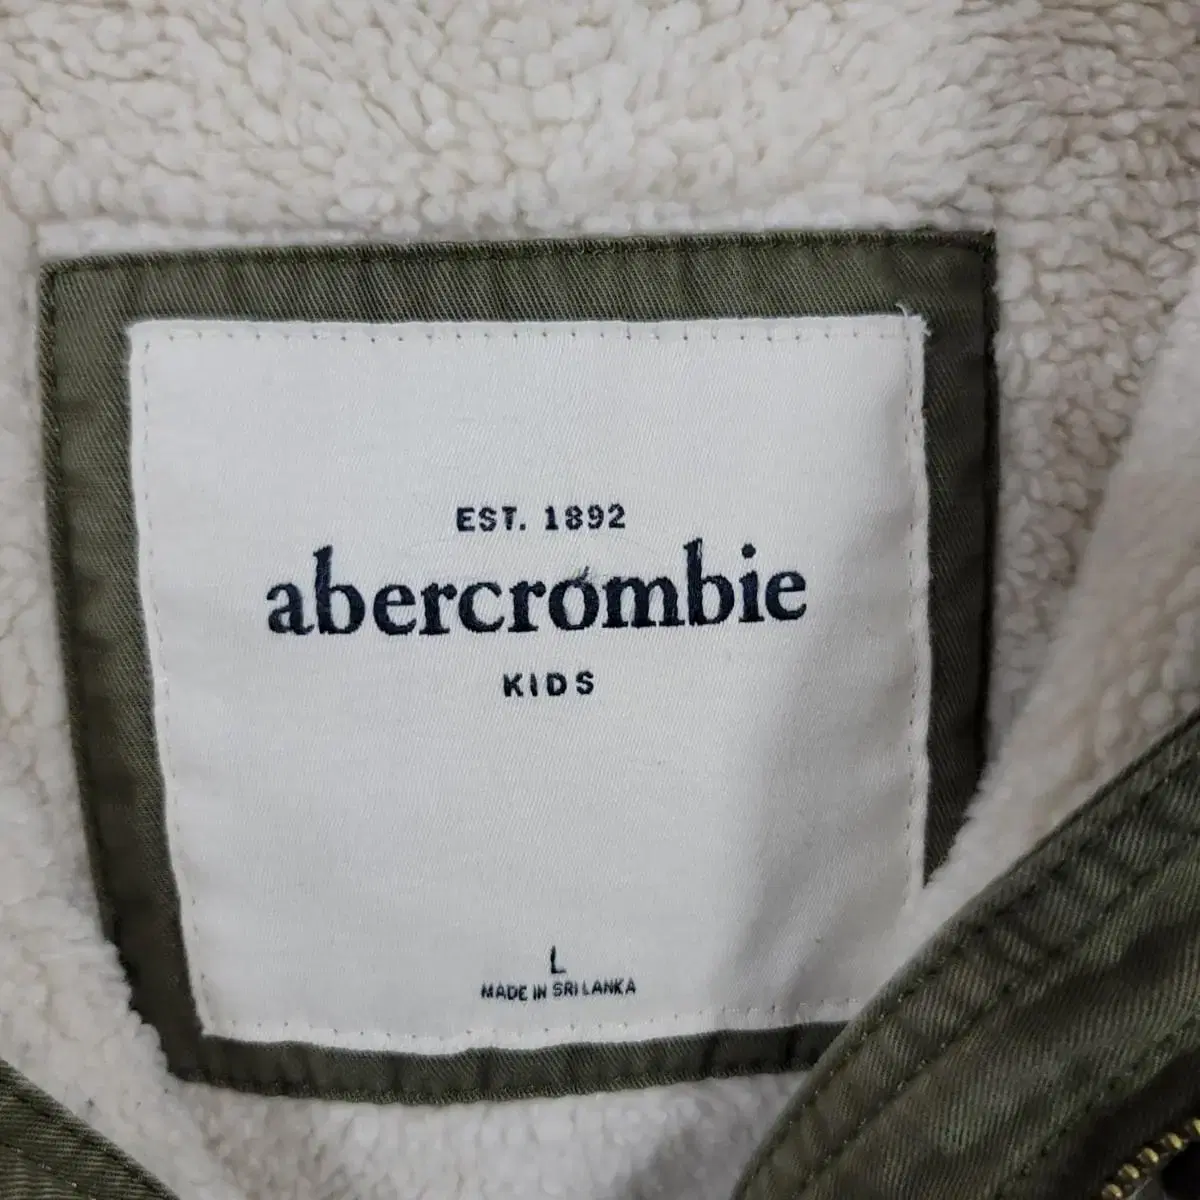 EST. 1892
abercrombie
KIDS
L
MADE IN SRI LANKA